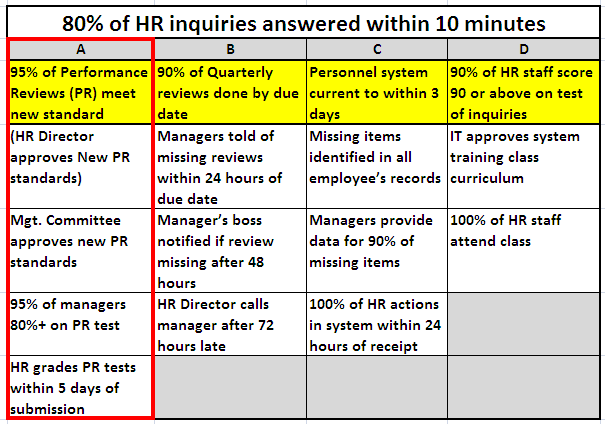 80% of HR inquiries answered within 10 minutes
A
B
C
D
95% of Performance
Reviews (PR) meet
new standard
90% of Quarterly
reviews done by due
date
Personnel system
current to within 3
days
90% of HR staff score
90 or above on test
of inquiries
(HR Director
approves New PR
standards)
Managers told of
missing reviews
within 24 hours of
due date
Missing items
identified in all
employee’s records
IT approves system
training class
curriculum
Mgt. Committee
approves new PR
standards
Manager’s boss
notified if review
missing after 48
hours
Managers provide
data for 90% of
missing items
100% of HR staff
attend class
95% of managers
80%+ on PR test
HR Director calls
manager after 72
hours late
100% of HR actions
in system within 24
hours of receipt
HR grades PR tests
within 5 days of
submission